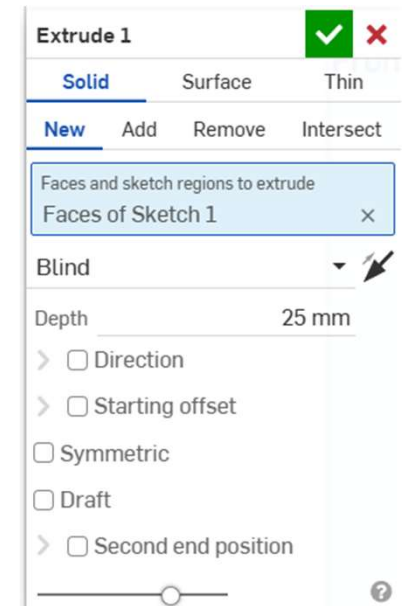 Extrude 1
Solid Surface Thin
New Add Remove Intersect
Faces and sketch regions to extrude
Faces of Sketch 1
Blind
Depth 25 mm
Direction
Starting offset
Symmetric
Draft
Second end position
?